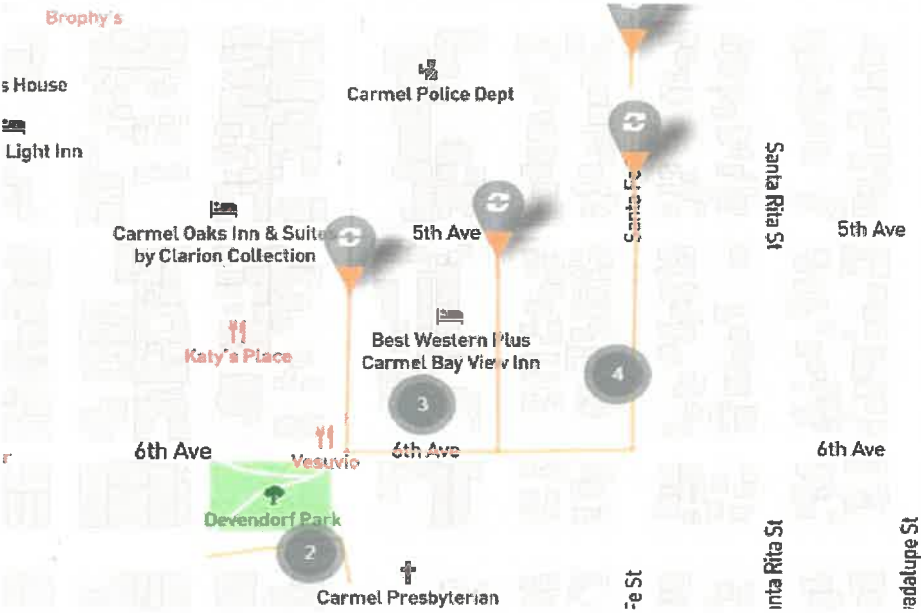 Brophy's
s House
Carmel Police Dept
Light Inn
Santa Fe
Santa Rita St
Carmel Oaks Inn & Suites
by Clarion Collection
5th Ave
5th Ave
Best Western Plus
Carmel Bay View Inn
Katy's Place
4
3
6th Ave
Vesuvio
6th Ave
6th Ave
r
Devendorf Park
2
Carmel Presbyterian
Fe St
nta Rita St
adalupe St